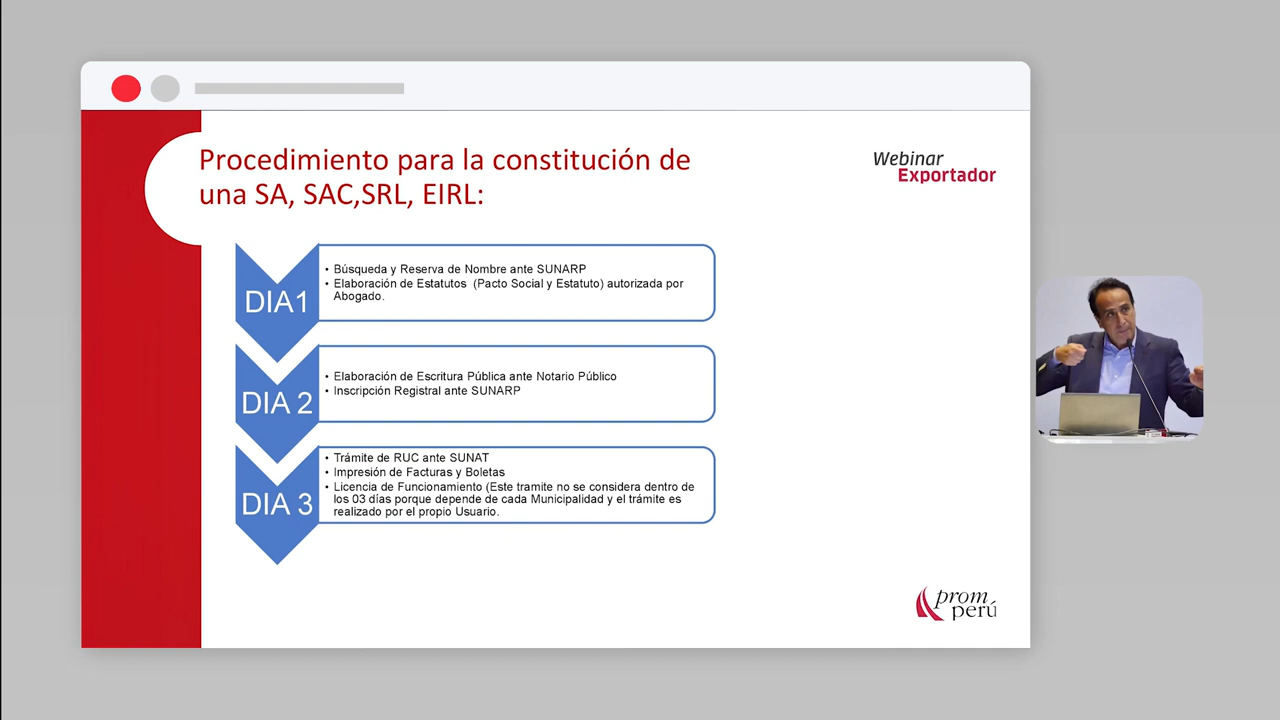 Procedimiento para la constitución de
una SA, SAC,SRL, EIRL:
Webinar
Exportador
DIA1
• Búsqueda y Reserva de Nombre ante SUNARP
• Elaboración de Estatutos (Pacto Social y Estatuto) autorizada por
Abogado.
DIA 2
• Elaboración de Escritura Pública ante Notario Público
• Inscripción Registral ante SUNARP
DIA 3
• Trámite de RUC ante SUNAT
• Impresión de Facturas y Boletas
• Licencia de Funcionamiento (Este tramite no se considera dentro de
los 03 días porque depende de cada Municipalidad y el trámite es
realizado por el propio Usuario.
prom
perú